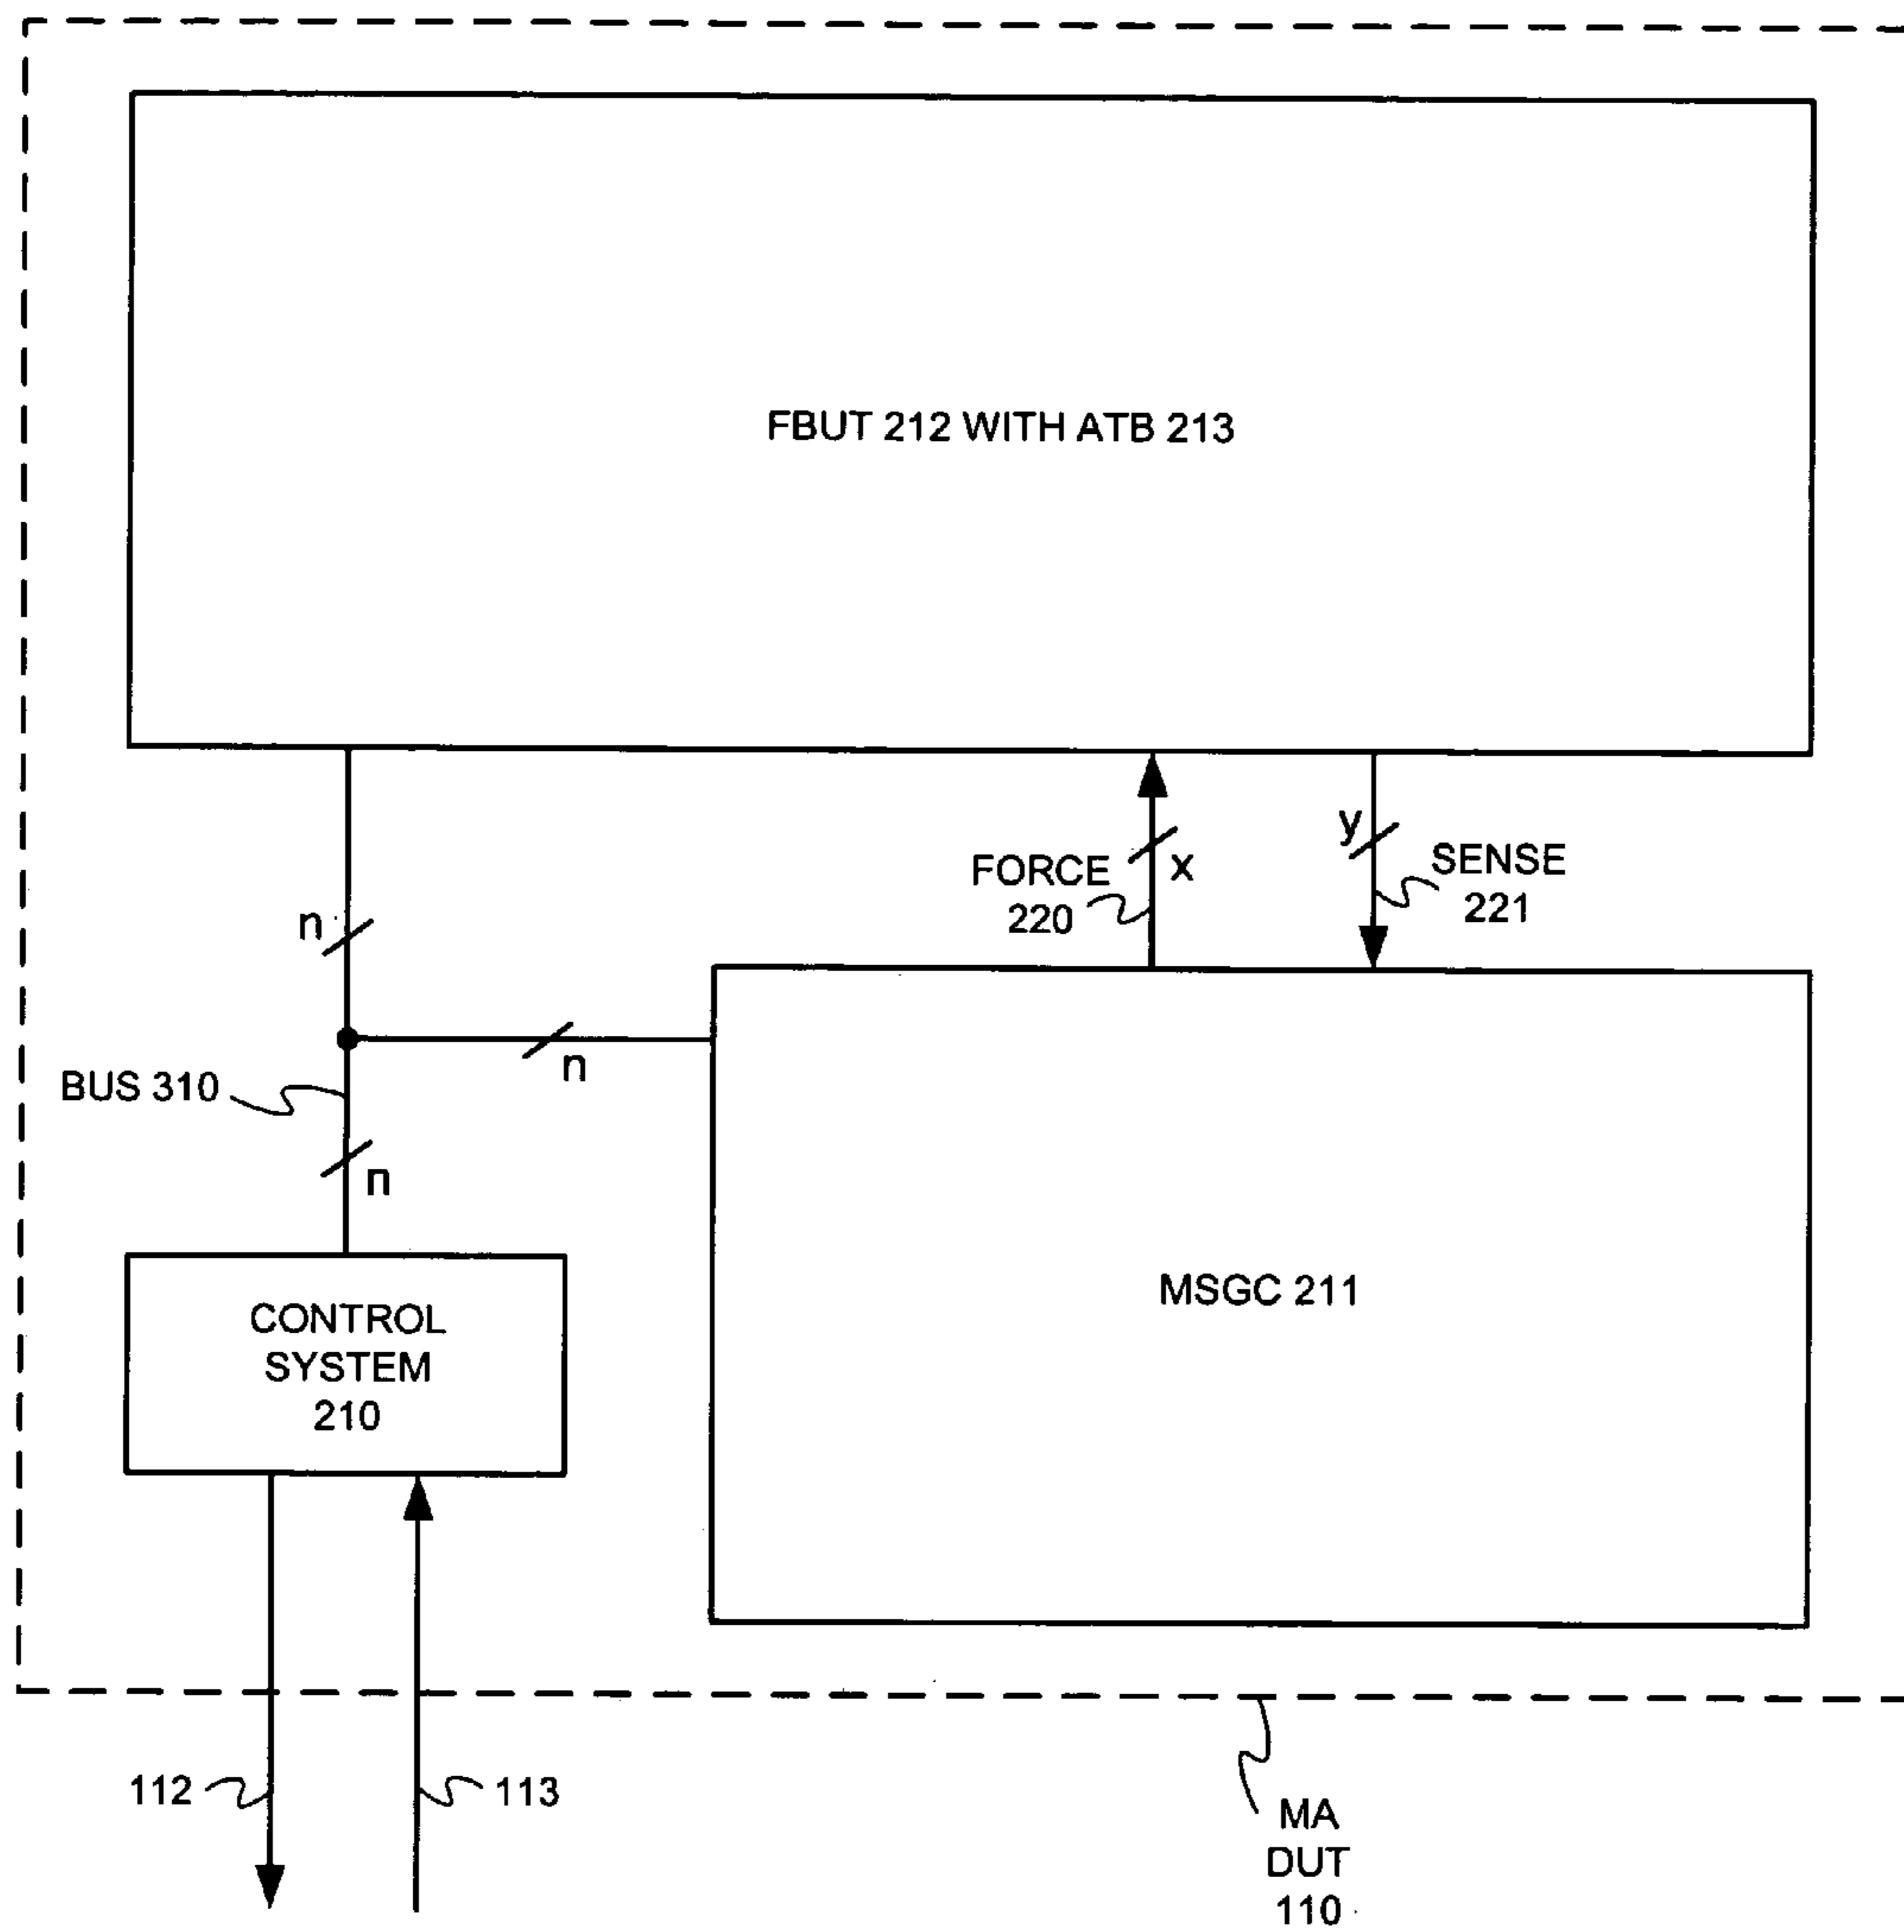 FBUT 212 WITH ATB 213
y
FORCE
220
x
SENSE
221
n
n
BUS 310
n
CONTROL
SYSTEM
210
MSGC 211
112
113
MA
DUT
110